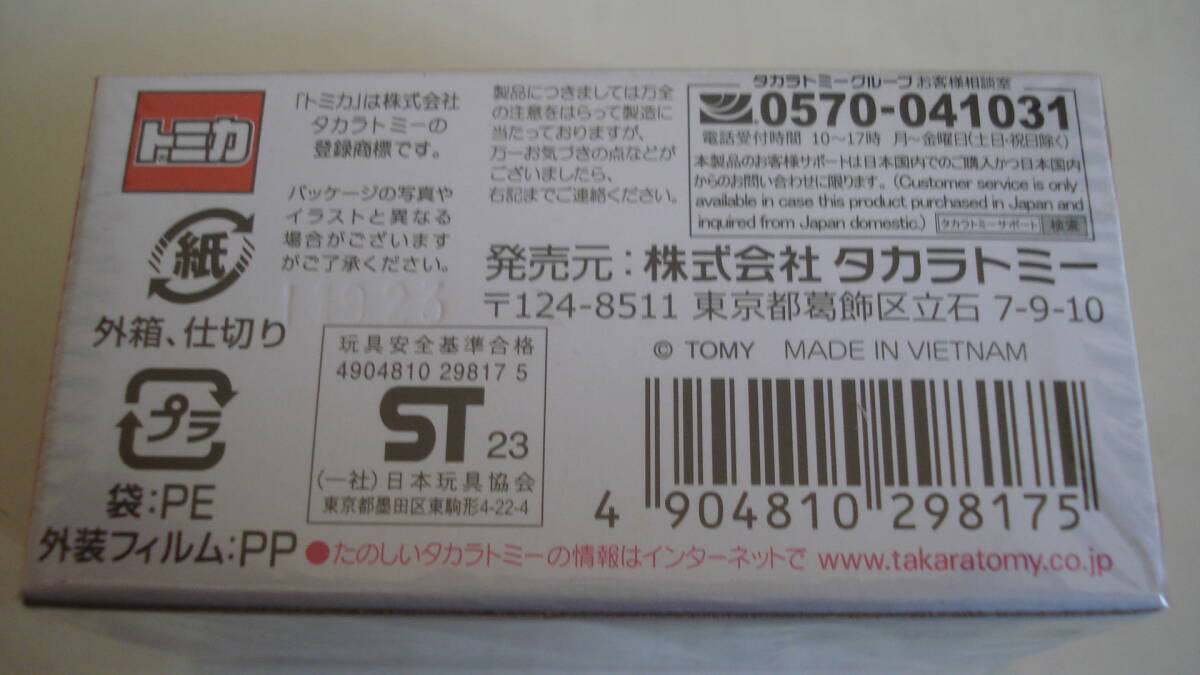 トミカ
「トミカ」は株式会社
タカラトミーの
登録商標です。
パッケージの写真や
イラストと異なる
場合がございます
がご了承ください。
製品につきましては万全
の注意をはらって製造に
当たっておりますが、
万一お気づきの点などが
ございましたら、
右記までご連絡ください。
タカラトミーグループお客様相談室
0570-041031
電話受付時間 10〜17時 月〜金曜日(土日・祝日除く)
本製品のお客様サポートは日本国内でのご購入かつ日本国内
からのお問い合わせに限ります。(Customer service is only
available in case this product purchased in Japan and
inquired from Japan domestic.) タカラトミーサポート 検索
発売元:株式会社 タカラトミー
〒124-8511 東京都葛飾区立石 7-9-10
© TOMY MADE IN VIETNAM
紙
外箱、仕切り
プラ
袋:PE
外装フィルム:PP
玩具安全基準合格
4904810 29817 5
ST 23
(一社)日本玩具協会
東京都墨田区東駒形4-22-4
4 904810 298175
●たのしいタカラトミーの情報はインターネットで www.takaratomy.co.jp